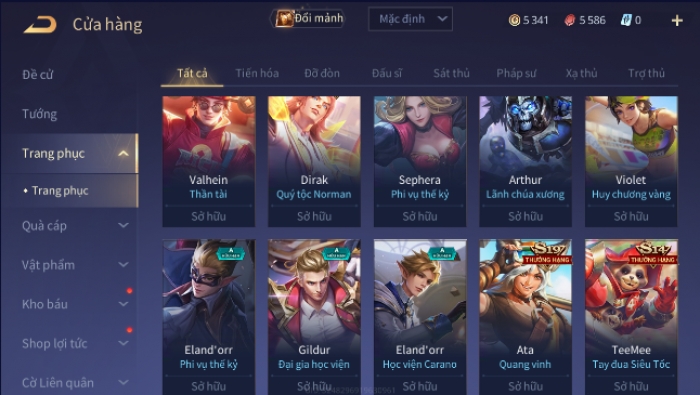 Cửa hàng
Đổi mảnh
Mặc định
5 341
5 586
0
Đề cử
Tướng
Trang phục
• Trang phục
Quà cáp
Vật phẩm
Kho báu
Shop lợi tức
Cờ Liên quân
Tất cả Tiến hóa Đỡ đòn Đấu sĩ Sát thủ Pháp sư Xạ thủ Trợ thủ
Valhein
Thần tài
Sở hữu
Dirak
Quý tộc Norman
Sở hữu
Sephera
Phi vụ thế kỷ
Sở hữu
Arthur
Lãnh chúa xương
Sở hữu
Violet
Huy chương vàng
Sở hữu
A
Eland'orr
Phi vụ thế kỷ
Sở hữu
A
Gildur
Đại gia học viện
Sở hữu
A
Eland'orr
Học viện Carano
Sở hữu
S19
THƯỞNG HẠNG
Ata
Quang vinh
Sở hữu
S14
THƯỞNG HẠNG
TeeMee
Tay đua Siêu Tốc
Sở hữu